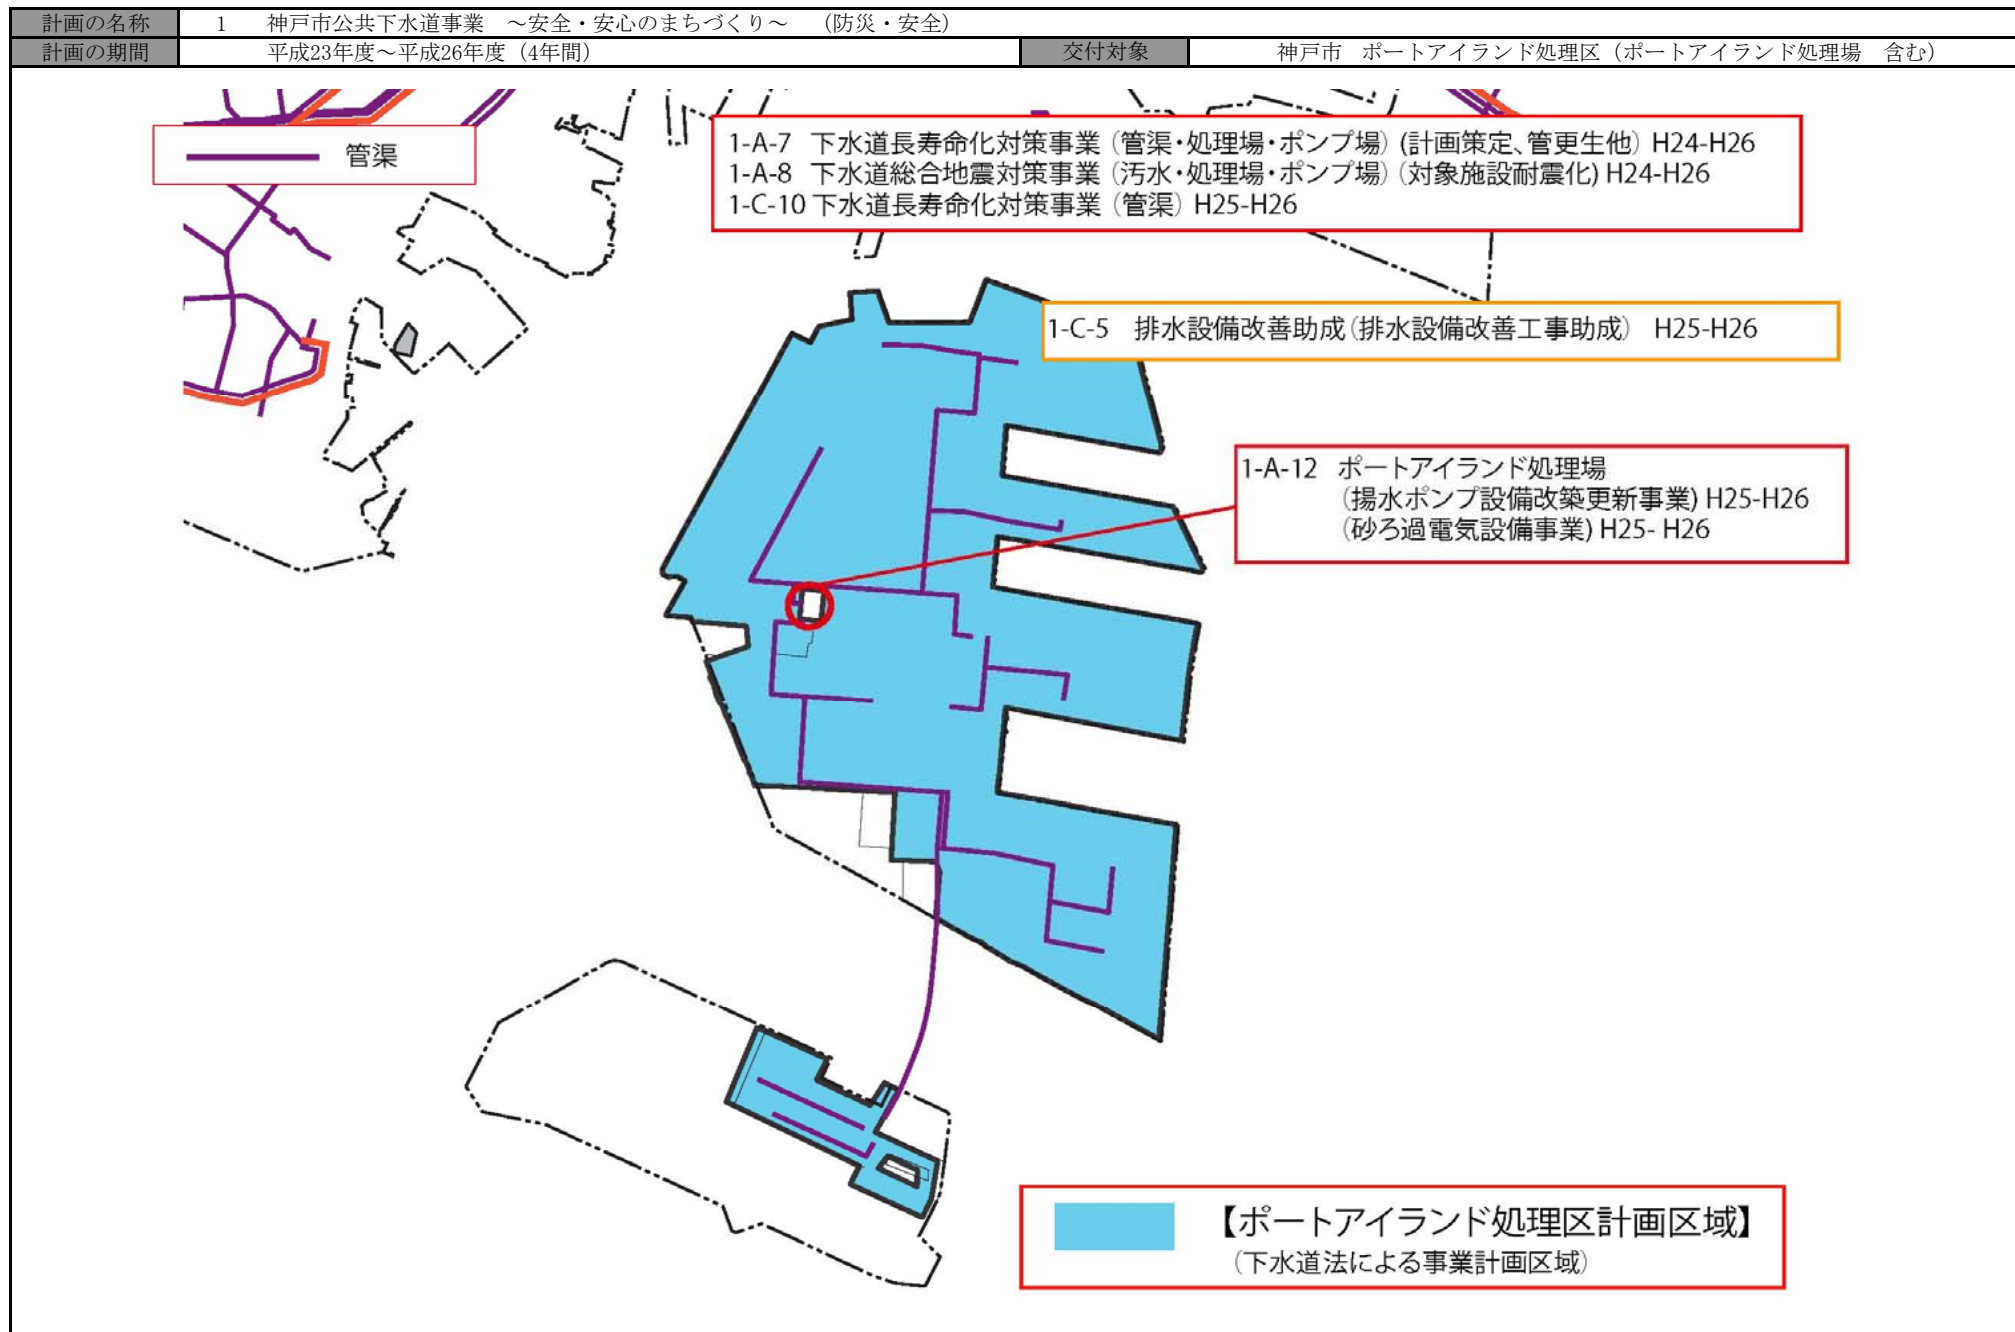 計画の名称 1 神戸市公共下水道事業 ～安全・安心のまちづくり～ （防災・安全）
計画の期間 平成23年度～平成26年度（4年間） 交付対象 神戸市 ポートアイランド処理区（ポートアイランド処理場 含む）
管渠
1-A-7 下水道長寿命化対策事業（管渠・処理場・ポンプ場）(計画策定、管更生他) H24-H26
1-A-8 下水道総合地震対策事業（汚水・処理場・ポンプ場）(対象施設耐震化) H24-H26
1-C-10 下水道長寿命化対策事業（管渠）H25-H26
1-C-5 排水設備改善助成（排水設備改善工事助成） H25-H26
1-A-12 ポートアイランド処理場
（揚水ポンプ設備改築更新事業) H25-H26
（砂ろ過電気設備事業) H25- H26
【ポートアイランド処理区計画区域】
（下水道法による事業計画区域）